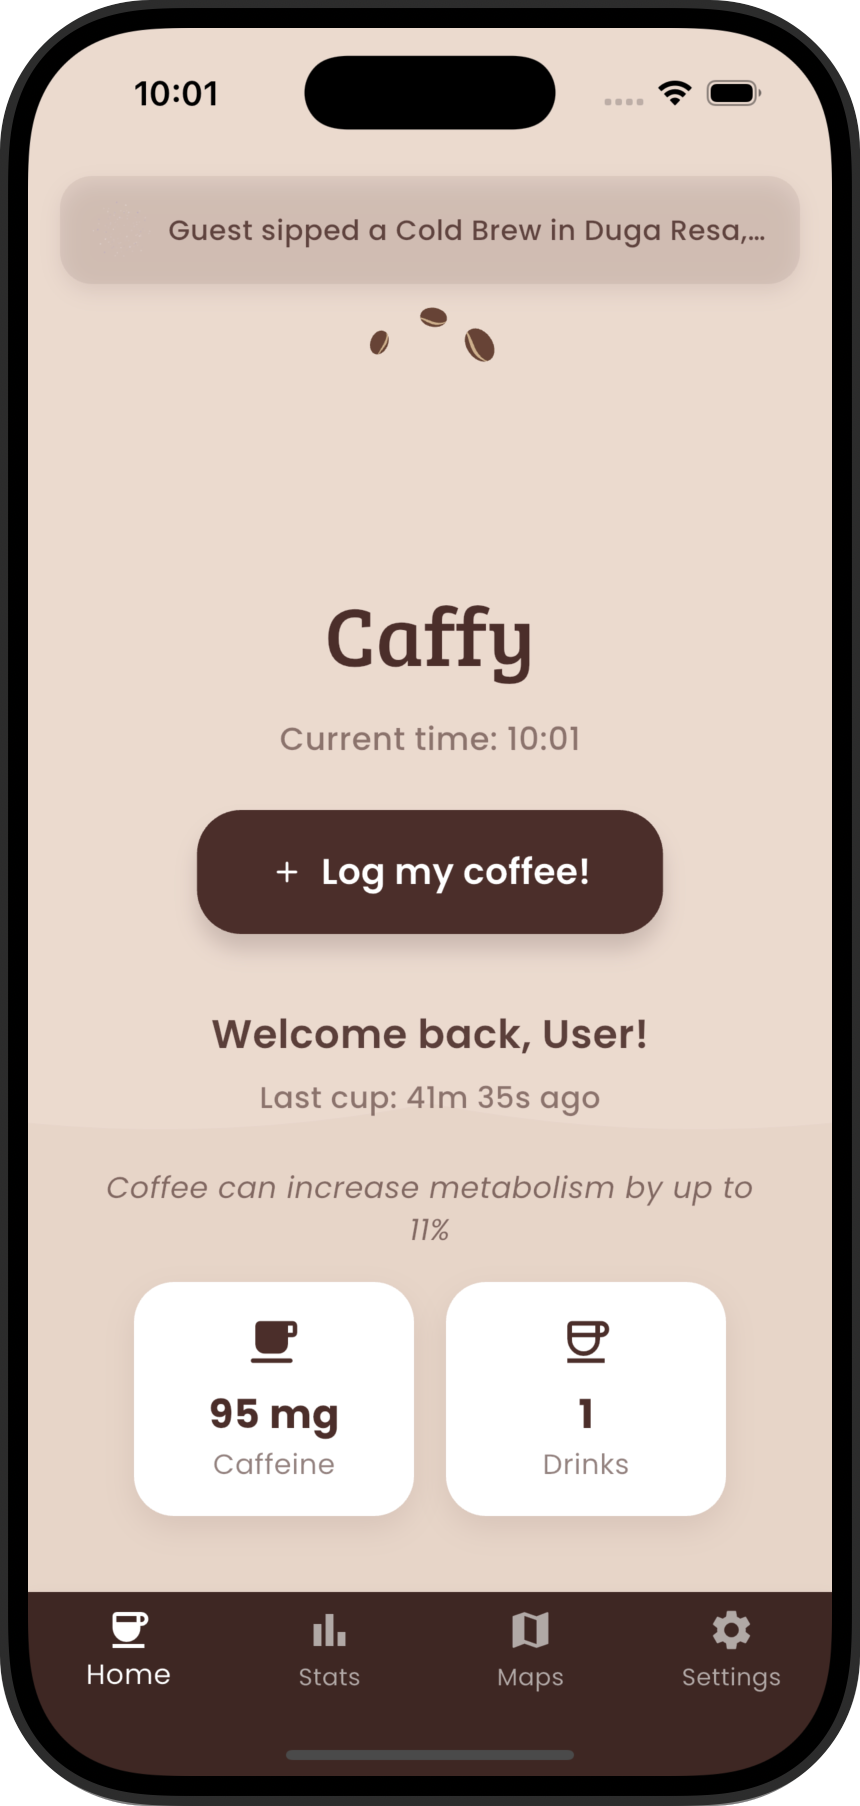 10:01
Guest sipped a Cold Brew in Duga Resa,...
Caffy
Current time: 10:01
+ Log my coffee!
Welcome back, User!
Last cup: 41m 35s ago
Coffee can increase metabolism by up to
11%
95 mg
Caffeine
1
Drinks
Home
Stats
Maps
Settings